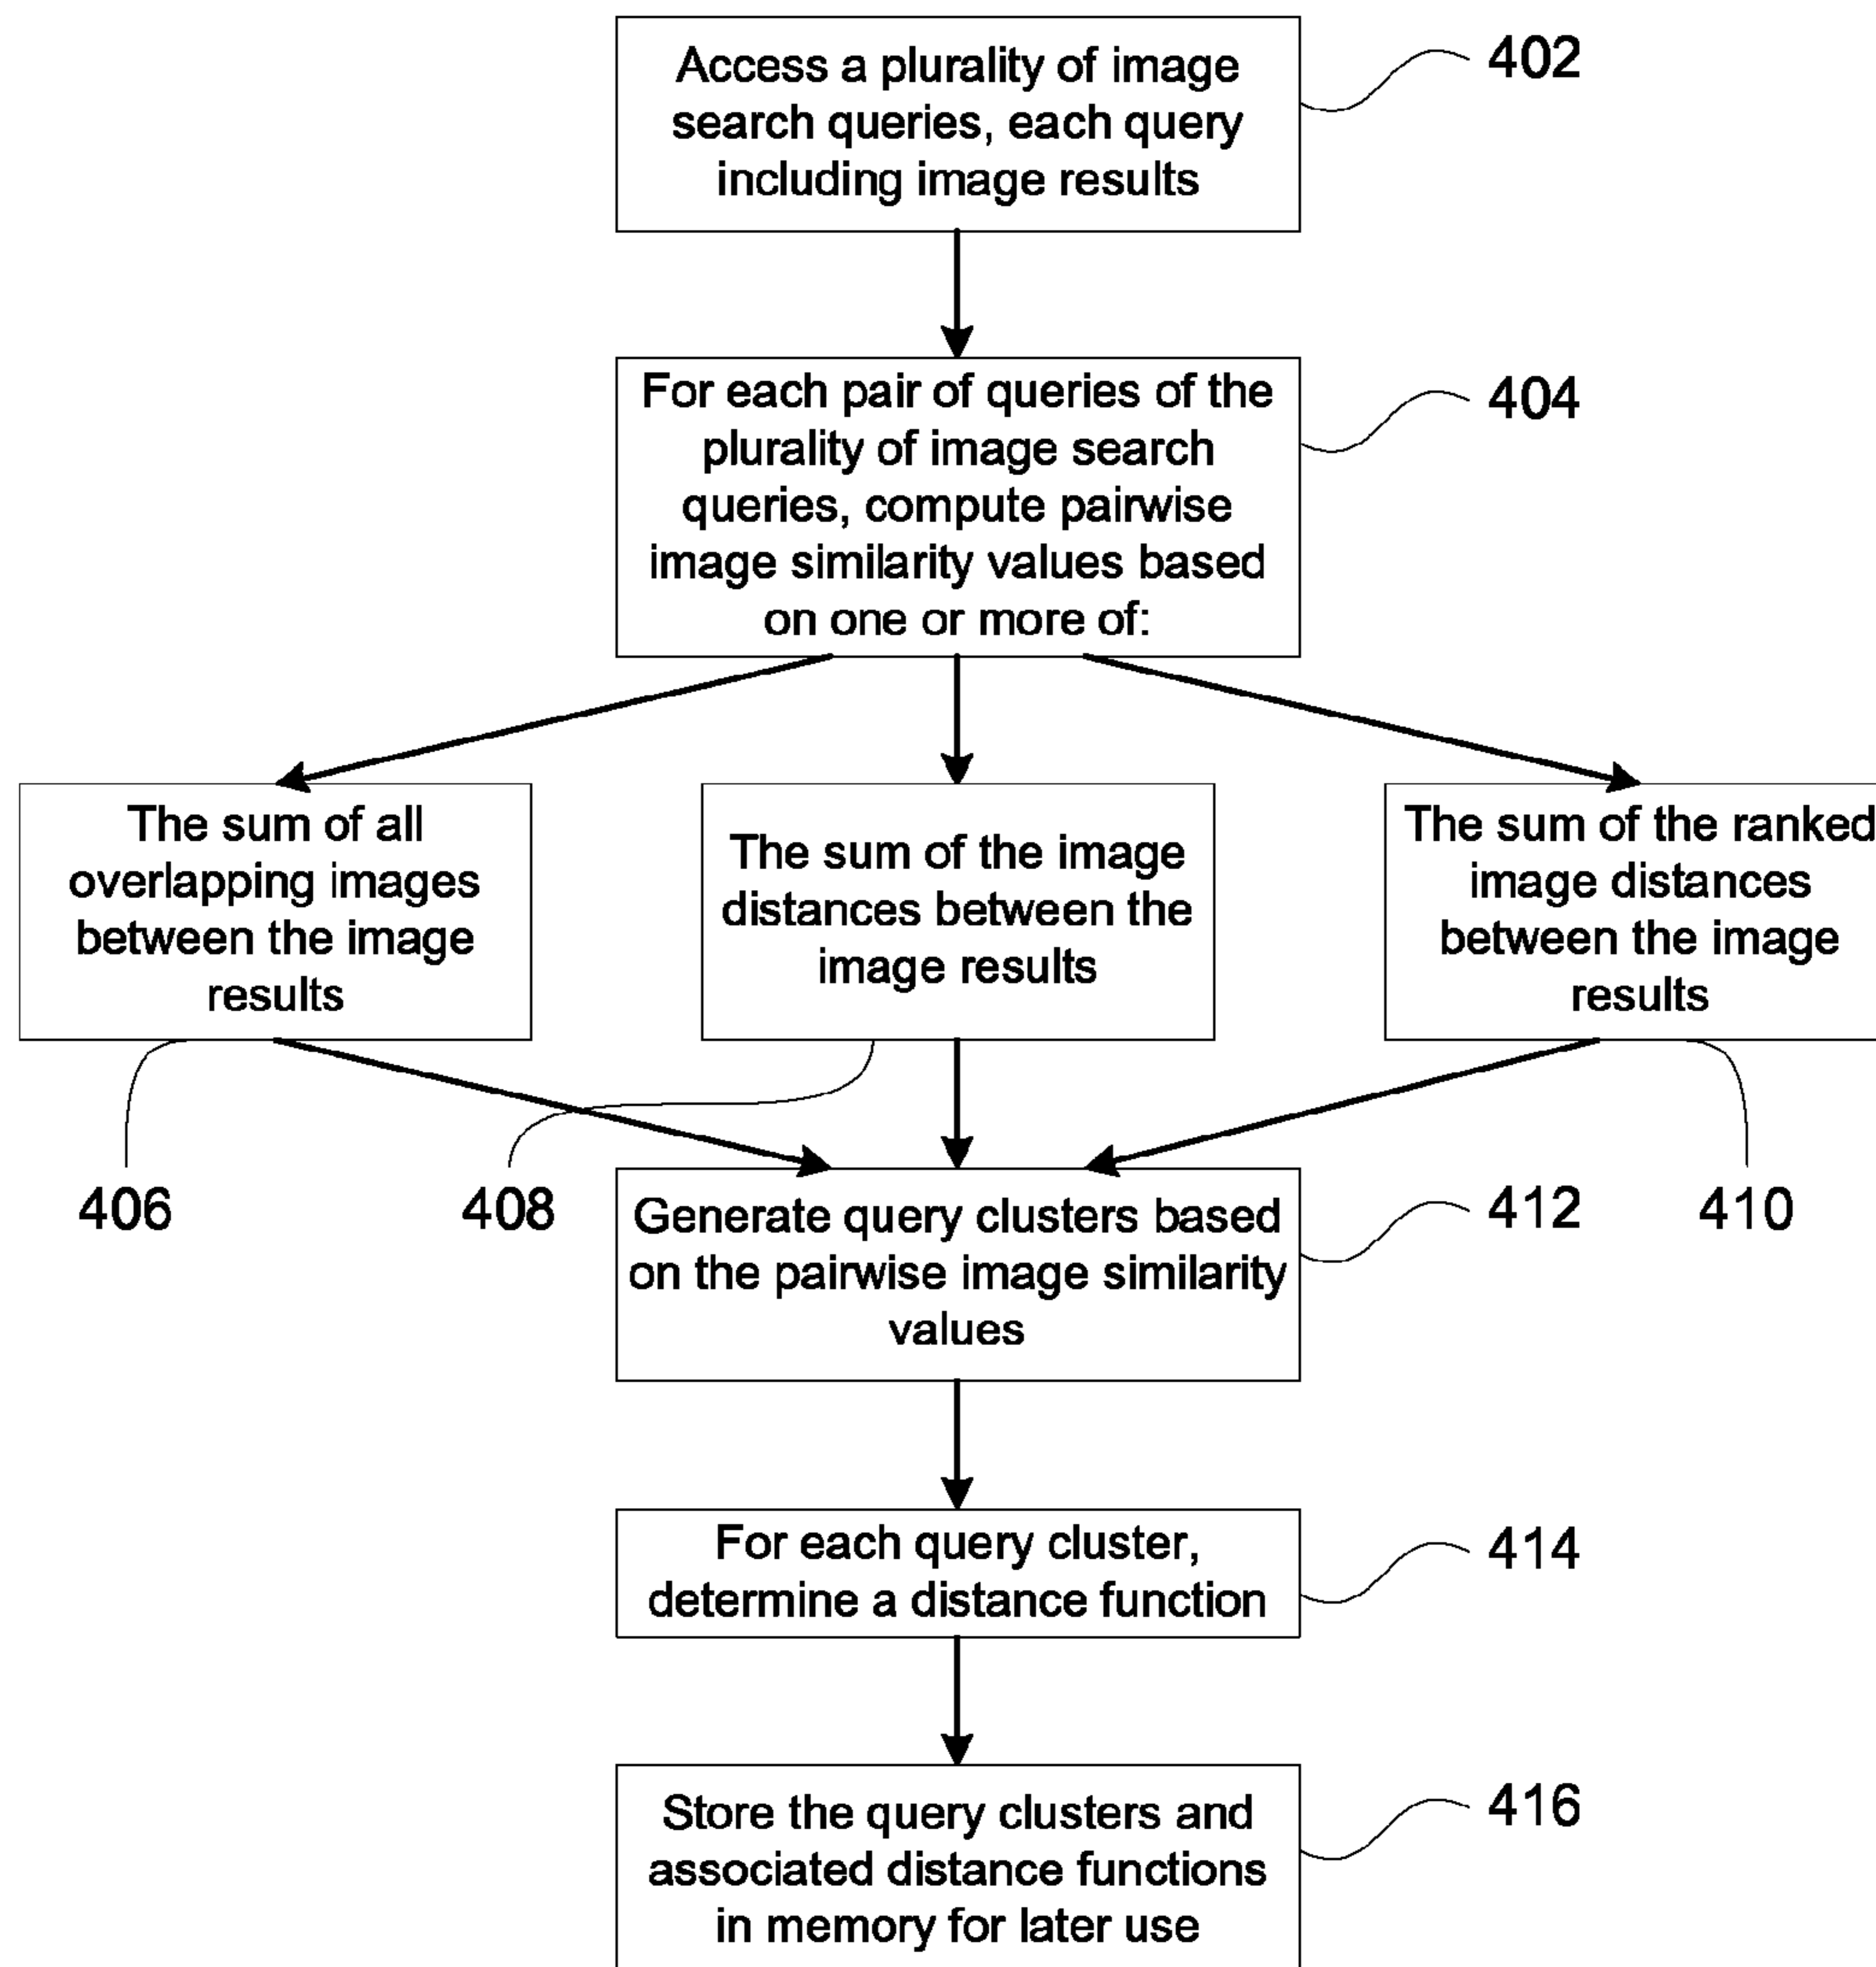 Access a plurality of image
search queries, each query
including image results
402
For each pair of queries of the
plurality of image search
queries, compute pairwise
image similarity values based
on one or more of:
404
The sum of all
overlapping images
between the image
results
406
The sum of the image
distances between the
image results
408
The sum of the ranked
image distances
between the image
results
410
Generate query clusters based
on the pairwise image similarity
values
412
For each query cluster,
determine a distance function
414
Store the query clusters and
associated distance functions
in memory for later use
416